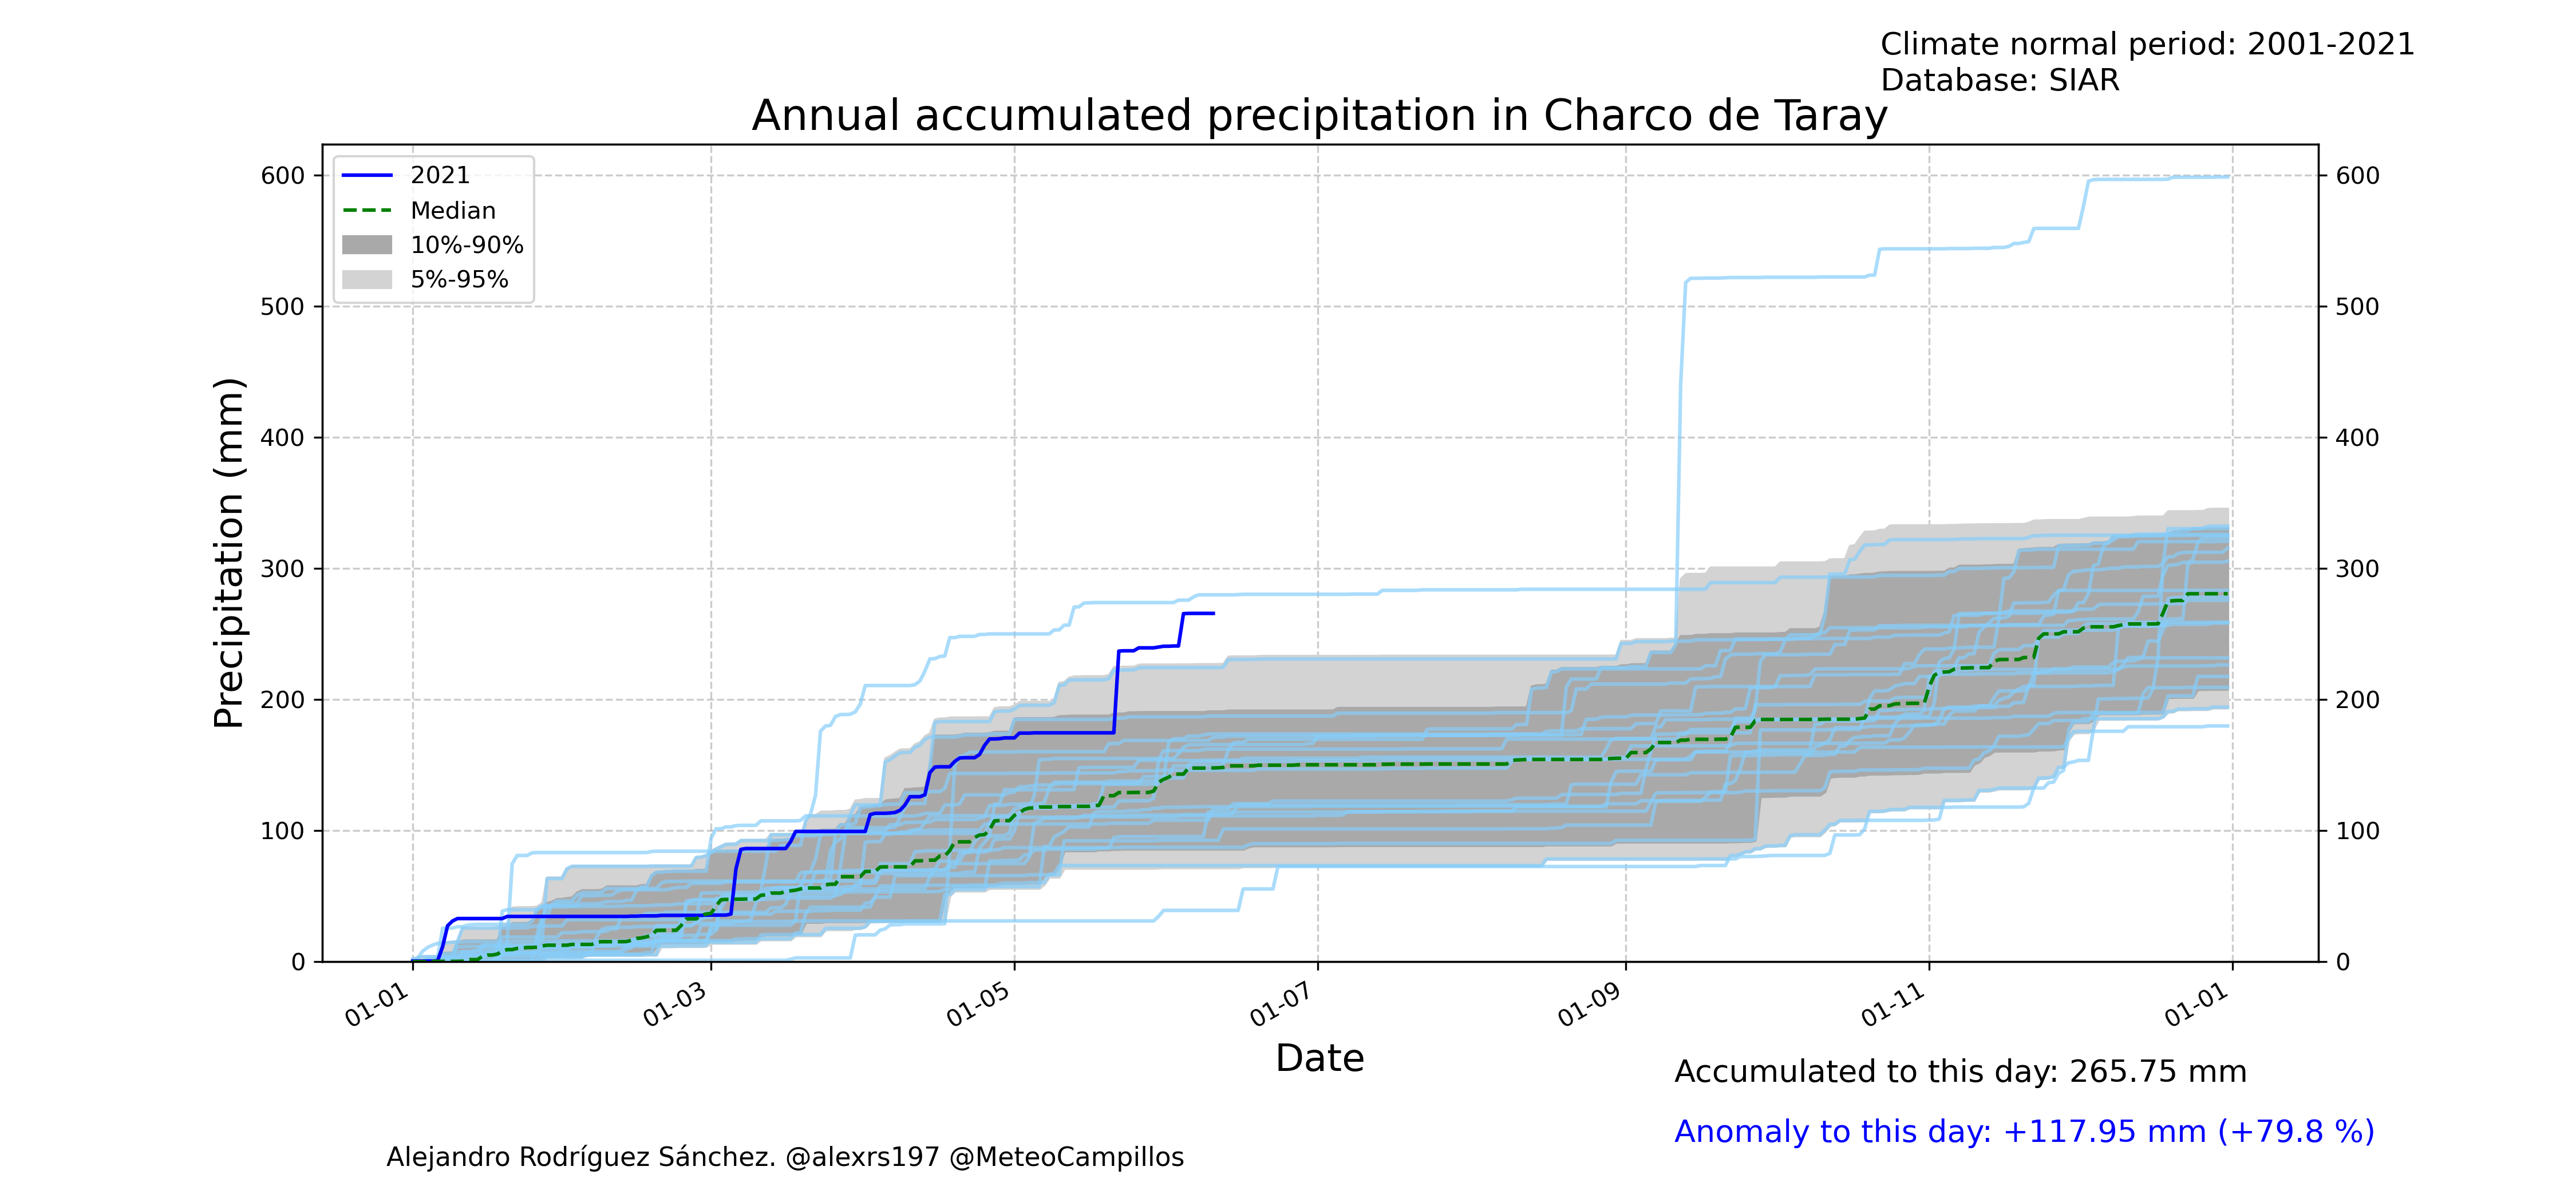 Climate normal period: 2001-2021
Database: SIAR
Annual accumulated precipitation in Charco de Taray
2021
Median
10%-90%
5%-95%
Precipitation (mm)
600
500
400
300
200
100
0
600
500
400
300
200
100
0
01-01
01-03
01-05
01-07
01-09
01-11
01-01
Date
Accumulated to this day: 265.75 mm
Anomaly to this day: +117.95 mm (+79.8 %)
Alejandro Rodríguez Sánchez. @alexrs197 @MeteoCampillos